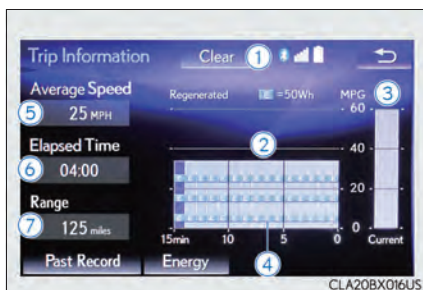 Trip Information Clear 1
Average Speed Regenerated =50Wh MPG 3
5 25 MPH 60
2
Elapsed Time 40
6 04:00
20
Range
7 125 miles 0
15min 10 5 0 Current
Past Record Energy 4
CLA20BX016US